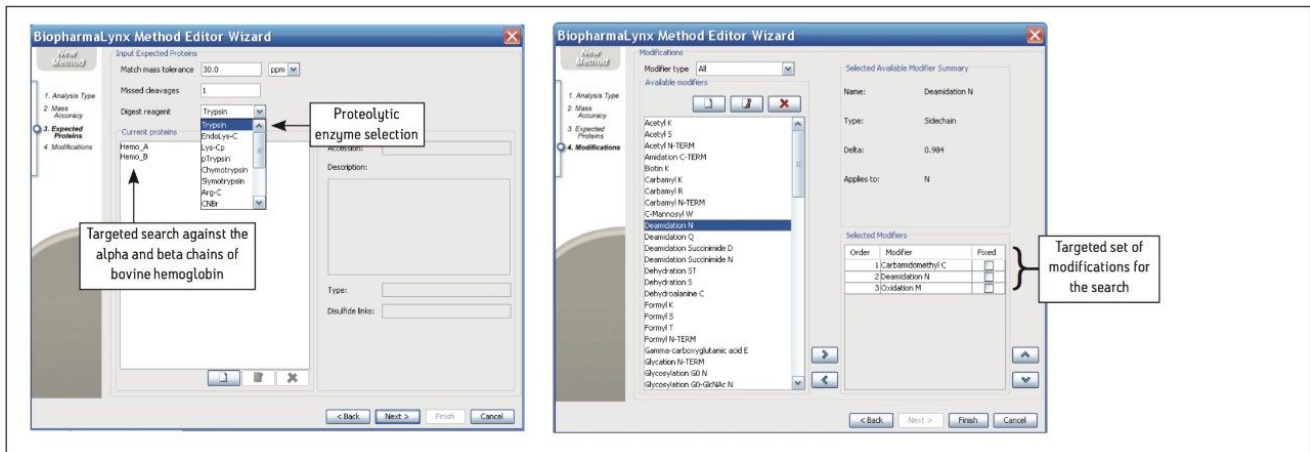 BiopharmaLynx Method Editor Wizard
New Method
1. Analysis Type
2. Mass Accuracy
3. Expected Proteins
4. Modifications
Input Expected Proteins
Match mass tolerance 30.0 ppm
Missed cleavages 1
Digest reagent Trypsin
Trypsin
EndoLys-C
Lys-Cp
pTrypsin
Chymotrypsin
Slymotrypsin
Arg-C
CNBr
Current proteins
Hemo_A
Hemo_B
Accession:
Description:
Type:
Disulfide links:
Proteolytic
enzyme selection
Targeted search against the
alpha and beta chains of
bovine hemoglobin
< Back Next > Finish Cancel
BiopharmaLynx Method Editor Wizard
New Method
1. Analysis Type
2. Mass Accuracy
3. Expected Proteins
4. Modifications
Modifications
Modifier type All
Available modifiers
Acetyl K
Acetyl S
Acetyl N-TERM
Amidation C-TERM
Biotin K
Carbamyl K
Carbamyl R
Carbamyl N-TERM
C-Mannosyl W
Deamidation N
Deamidation Q
Deamidation Succinimide D
Deamidation Succinimide N
Dehydration ST
Dehydration S
Dehydroalanine C
Formyl K
Formyl S
Formyl T
Formyl N-TERM
Gamma-carboxyglutamic acid E
Glycation N-TERM
Glycosylation G0 N
Glycosylation G0-GlcNAc N
Selected Available Modifier Summary
Name: Deamidation N
Type: Sidechain
Delta: 0.984
Applies to: N
Selected Modifiers
Order Modifier Fixed
1 Carbamidomethyl C
2 Deamidation N
3 Oxidation M
Targeted set of
modifications for
the search
< Back Next > Finish Cancel